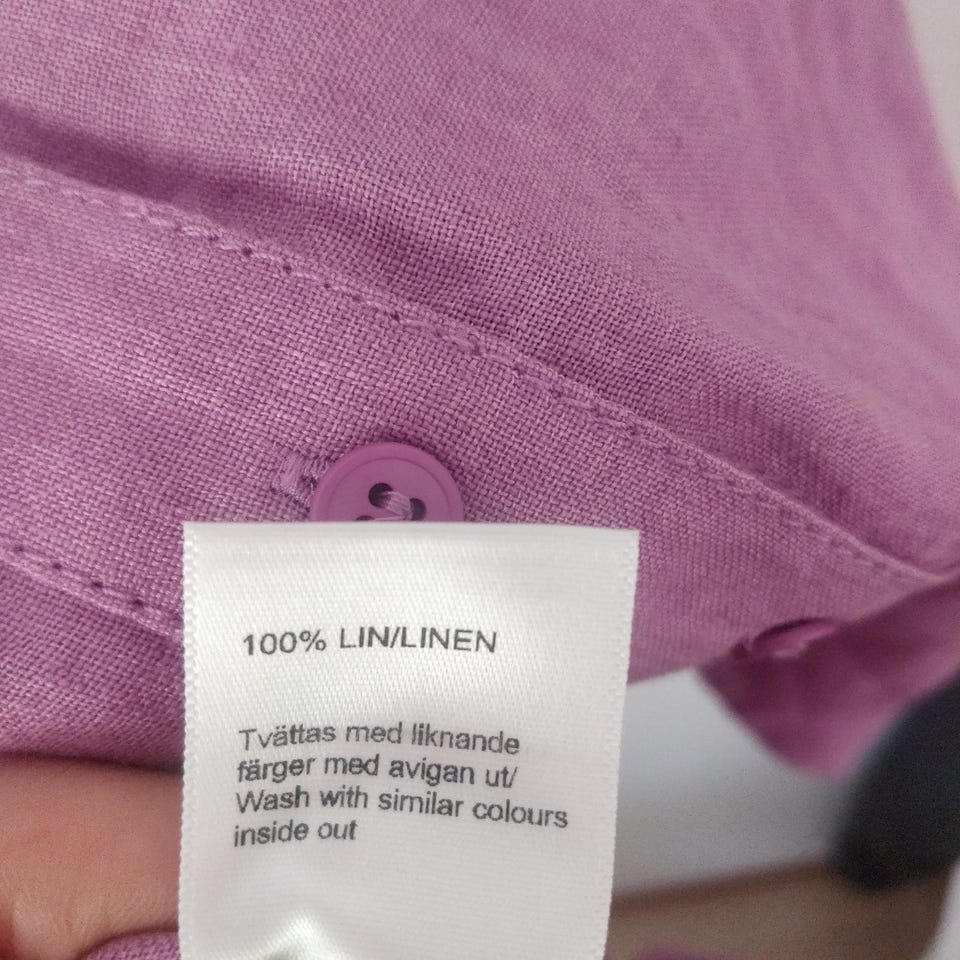 100% LIN/LINEN
Tvättas med liknande
färger med avigan ut/
Wash with similar colours
inside out